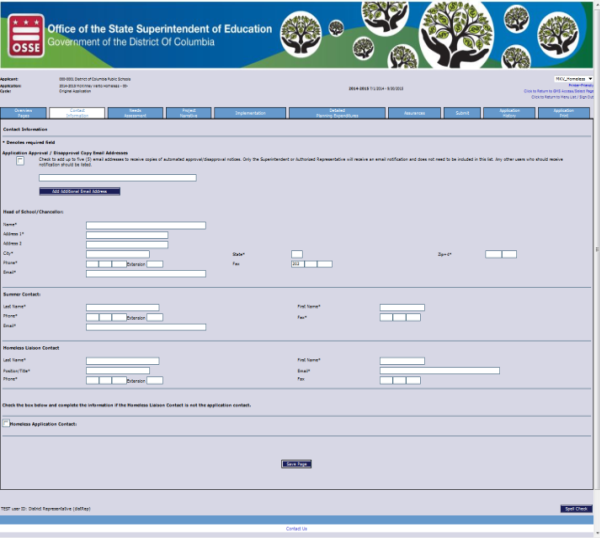 OSSE
Office of the State Superintendent of Education
Government of the District Of Columbia
Applicant:
District of Columbia Public Schools
MKV_Homeless
Application:
2014-2015 7/1/2014 - 9/30/2015
Printer-Friendly
Cycle:
Original Application
Click to Return to GMS Access/Select Page
Click to Return to Menu List / Sign Out
Overview Pages
Contact Information
Needs Assessment
Project Narrative
Implementation
Detailed Planning Expenditures
Assurances
Submit
Application History
Application Print
Contact Information
* Denotes required field
Application Approval / Disapproval Copy Email Addresses
Check to add up to five (5) email addresses to receive copies of automated approval/disapproval notices. Only the Superintendent or Authorized Representative will receive an email notification and does not need to be included in this list. Any other users who should receive
notification should be listed.
Add Additional Email Address
Head of School/Chancellor:
Name*
Address 1*
Address 2
City* State* Zip+4*
Phone* Extension Fax 202
Email*
Summer Contact:
Last Name* First Name*
Phone* Extension Fax*
Email*
Homeless Liaison Contact
Last Name* First Name*
Position/Title* Email*
Phone* Extension Fax
Check the box below and complete the information if the Homeless Liaison Contact is not the application contact.
Homeless Application Contact:
Save Page
TEST user ID: District Representative (distRep)
Spell Check
Contact Us